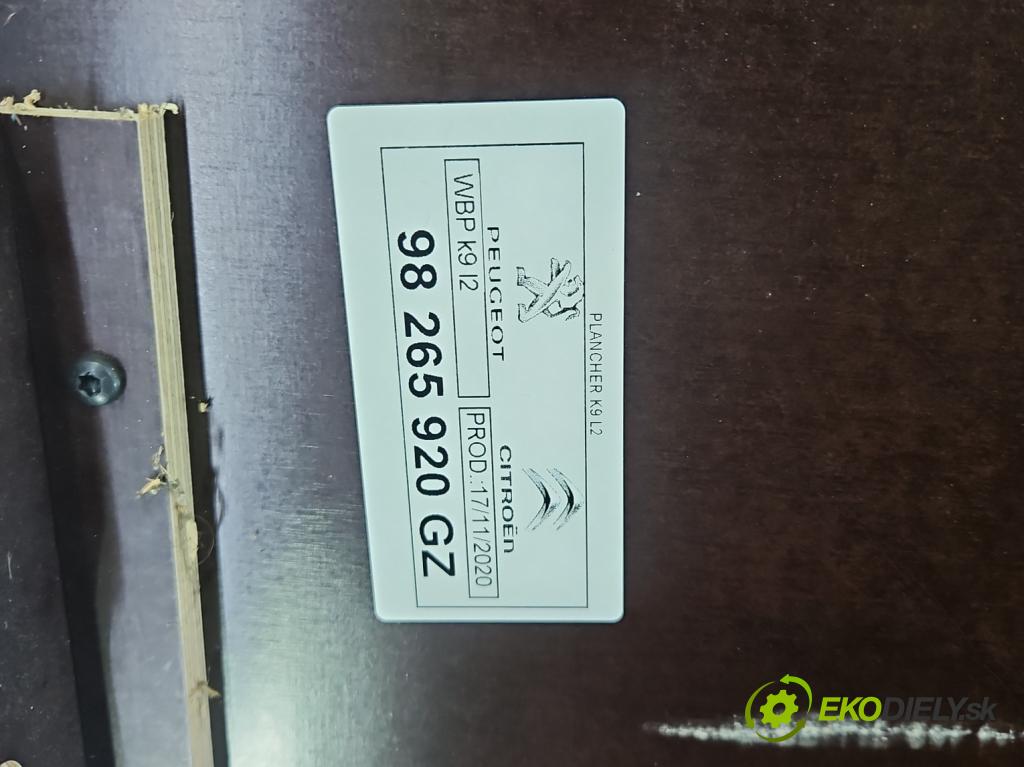 PLANCHER K9 L2
PEUGEOT CITROËN
WBP k9 l2 PROD.:17/11/2020
98 265 920 GZ
EKODIELY.sk